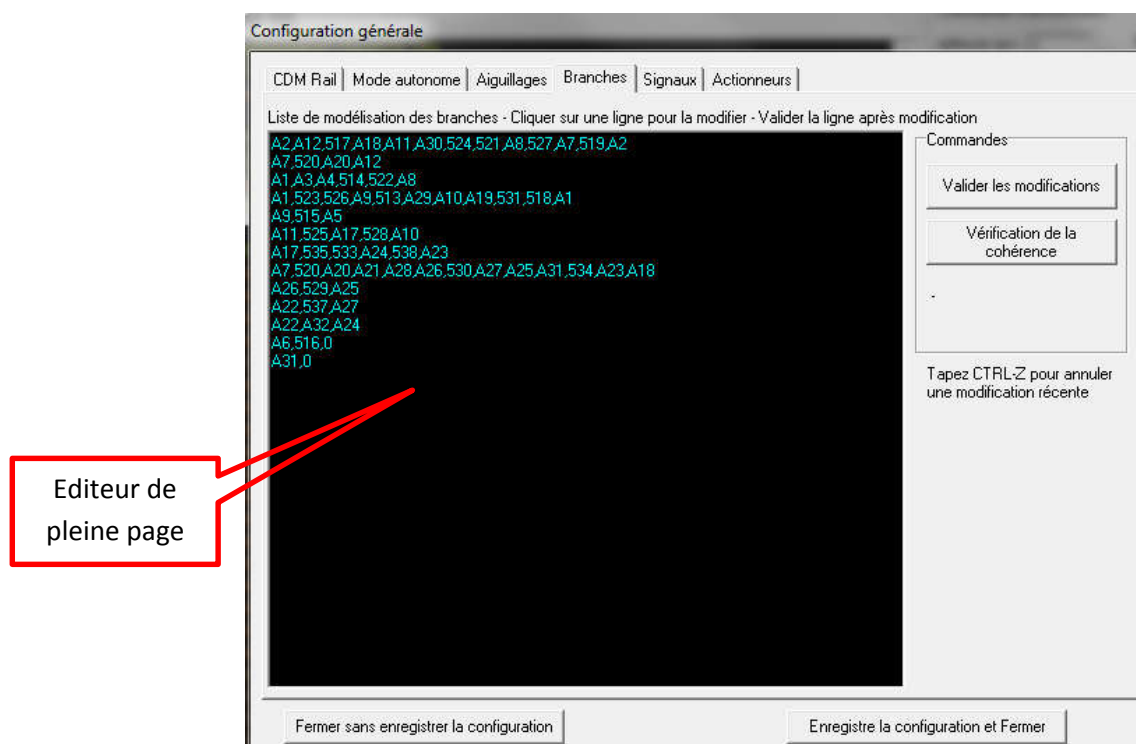 Configuration générale
CDM Rail Mode autonome Aiguillages Branches Signaux Actionneurs
Liste de modélisation des branches - Cliquer sur une ligne pour la modifier - Valider la ligne après modification
A2,A12,517,A18,A11,A30,524,521,A8,527,A7,519,A2
A7,520,A20,A12
A1,A3,A4,514,522,A8
A1,523,526,A9,513,A29,A10,A19,531,518,A1
A9,515,A5
A11,525,A17,528,A10
A17,535,533,A24,538,A23
A7,520,A20,A21,A28,A26,530,A27,A25,A31,534,A23,A18
A26,529,A25
A22,537,A27
A22,A32,A24
A6,516,0
A31,0
Commandes
Valider les modifications
Vérification de la
cohérence
-
Tapez CTRL-Z pour annuler
une modification récente
Editeur de
pleine page
Fermer sans enregistrer la configuration
Enregistre la configuration et Fermer